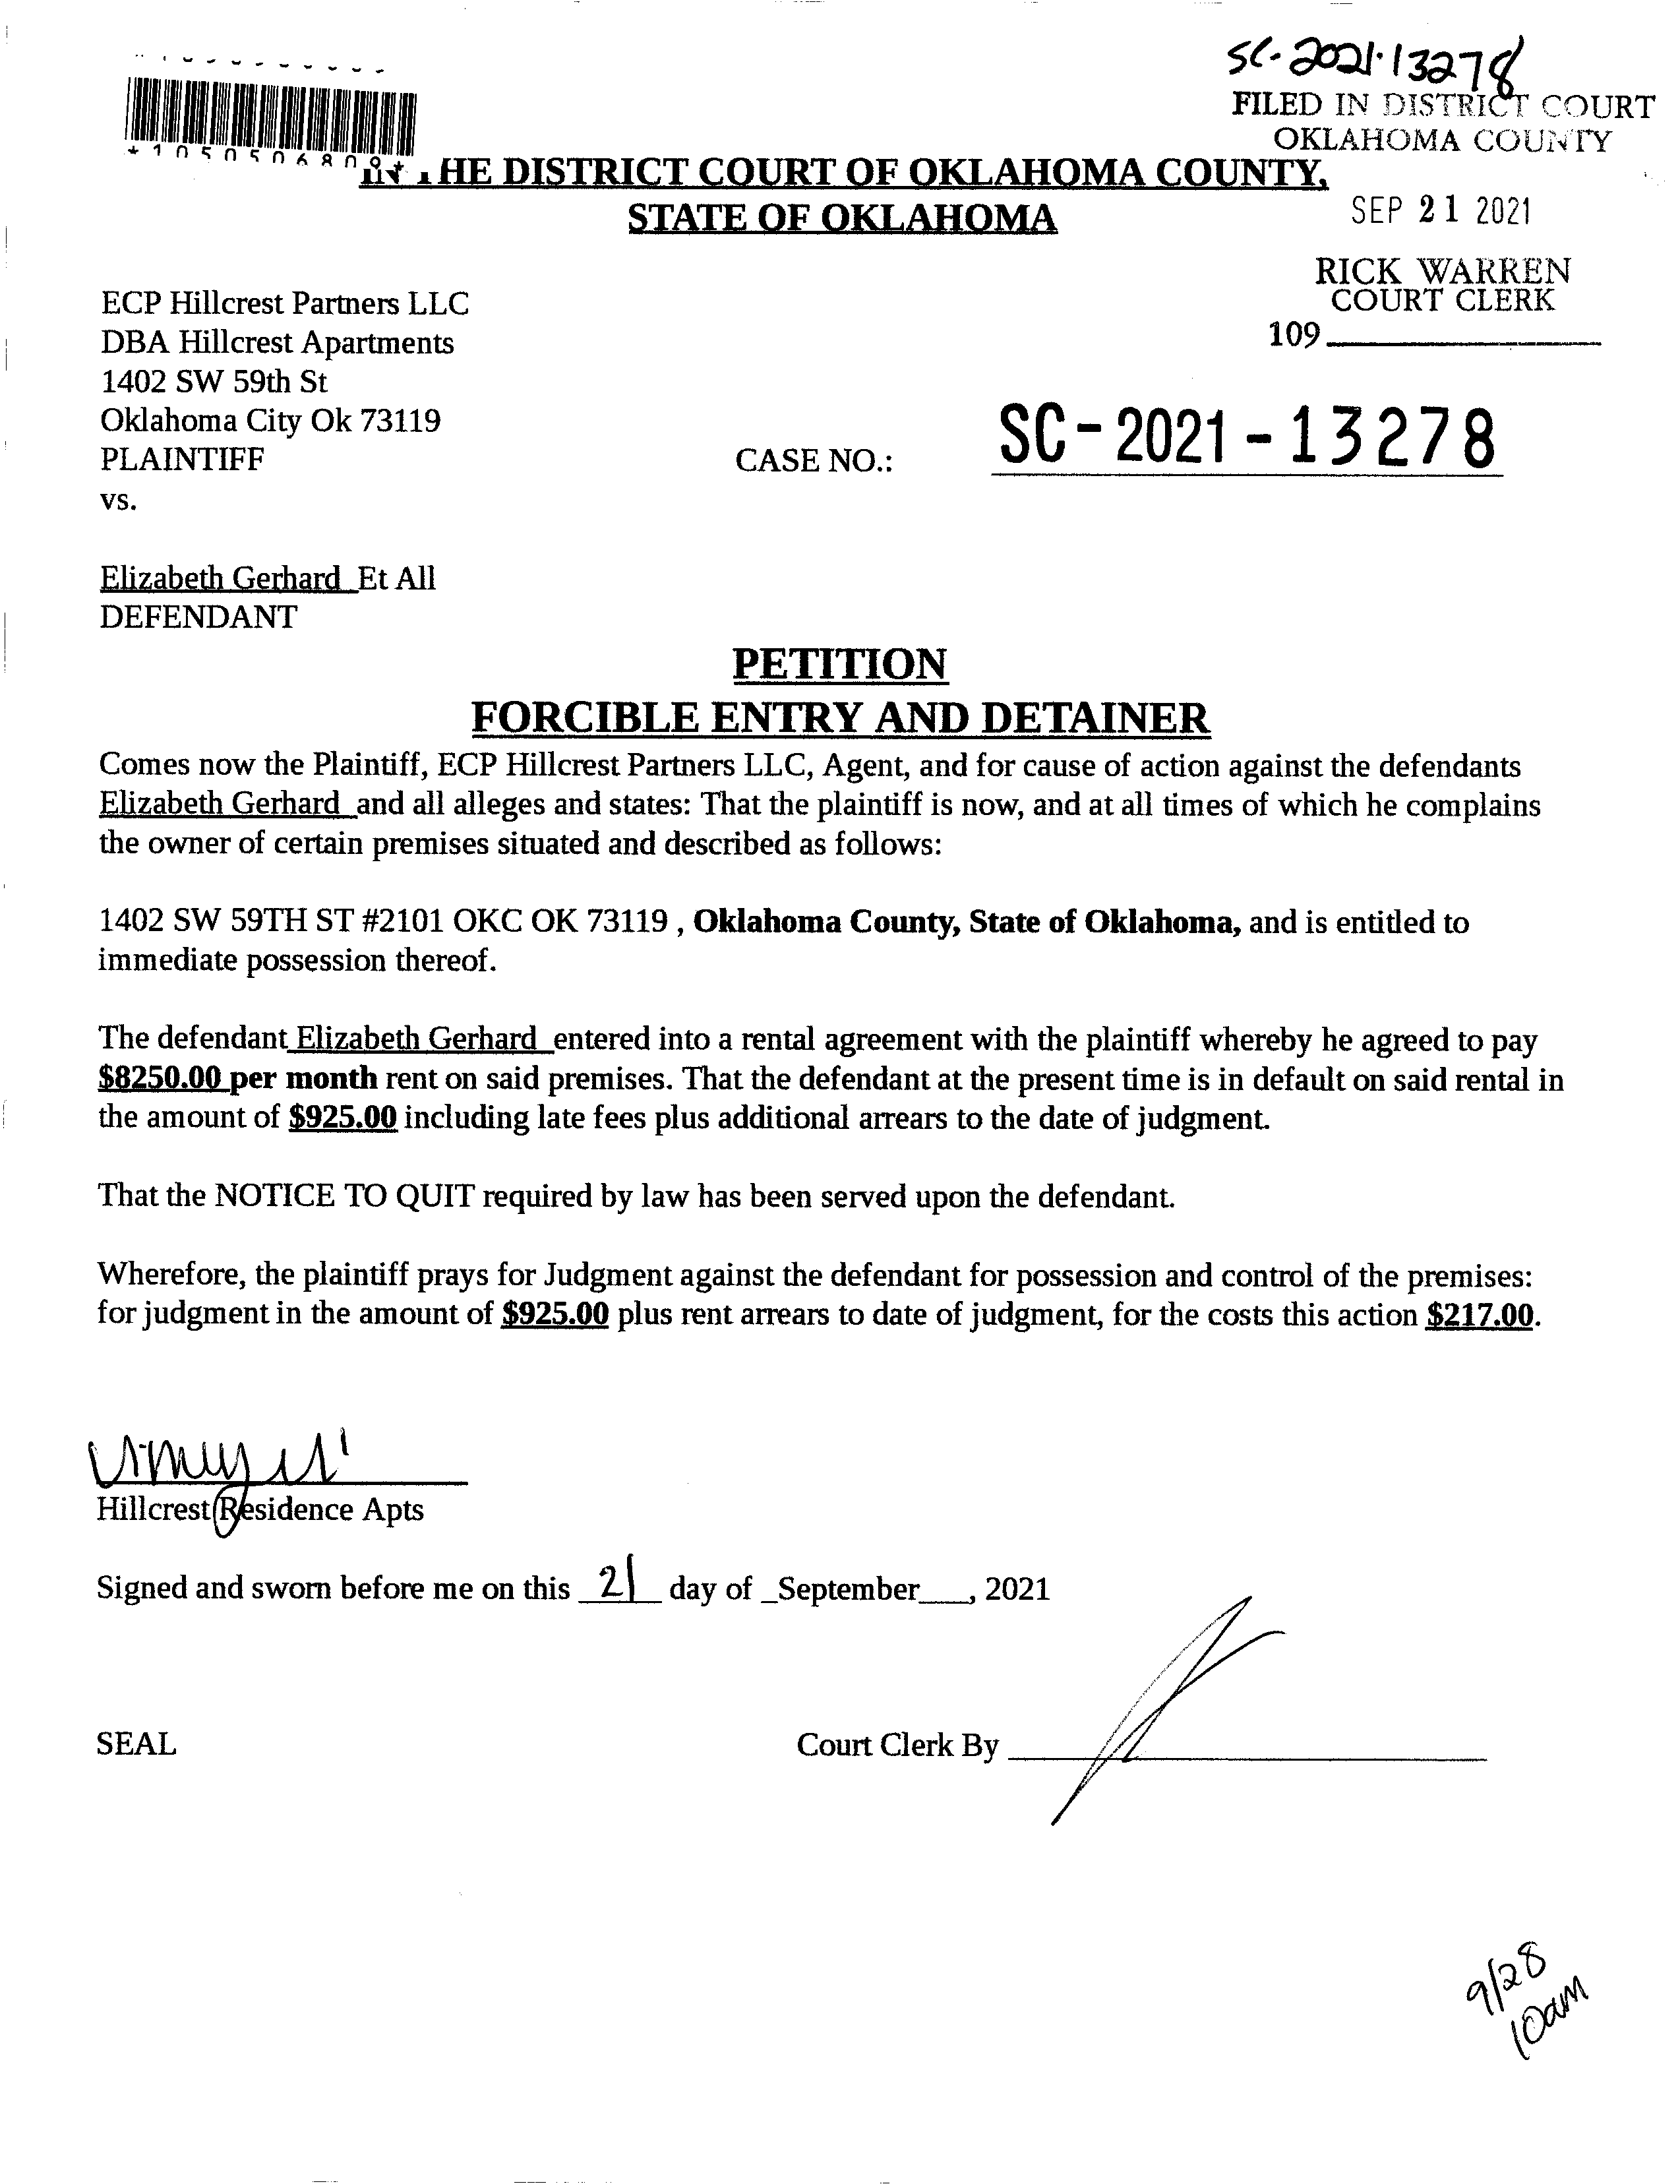 SC-2021-13278
FILED IN DISTRICT COURT
OKLAHOMA COUNTY
*1050506809*
HE DISTRICT COURT OF OKLAHOMA COUNTY,
STATE OF OKLAHOMA
SEP 21 2021
RICK WARREN
COURT CLERK
109
ECP Hillcrest Partners LLC
DBA Hillcrest Apartments
1402 SW 59th St
Oklahoma City Ok 73119
PLAINTIFF
CASE NO.: SC-2021-13278
vs.
Elizabeth Gerhard Et All
DEFENDANT
PETITION
FORCIBLE ENTRY AND DETAINER
Comes now the Plaintiff, ECP Hillcrest Partners LLC, Agent, and for cause of action against the defendants
Elizabeth Gerhard and all alleges and states: That the plaintiff is now, and at all times of which he complains
the owner of certain premises situated and described as follows:
1402 SW 59TH ST #2101 OKC OK 73119 , Oklahoma County, State of Oklahoma, and is entitled to
immediate possession thereof.
The defendant Elizabeth Gerhard entered into a rental agreement with the plaintiff whereby he agreed to pay
$8250.00 per month rent on said premises. That the defendant at the present time is in default on said rental in
the amount of $925.00 including late fees plus additional arrears to the date of judgment.
That the NOTICE TO QUIT required by law has been served upon the defendant.
Wherefore, the plaintiff prays for Judgment against the defendant for possession and control of the premises:
for judgment in the amount of $925.00 plus rent arrears to date of judgment, for the costs this action $217.00.
Hillcrest Residence Apts
Signed and sworn before me on this 21 day of _September___, 2021
SEAL
Court Clerk By
9/28
10am